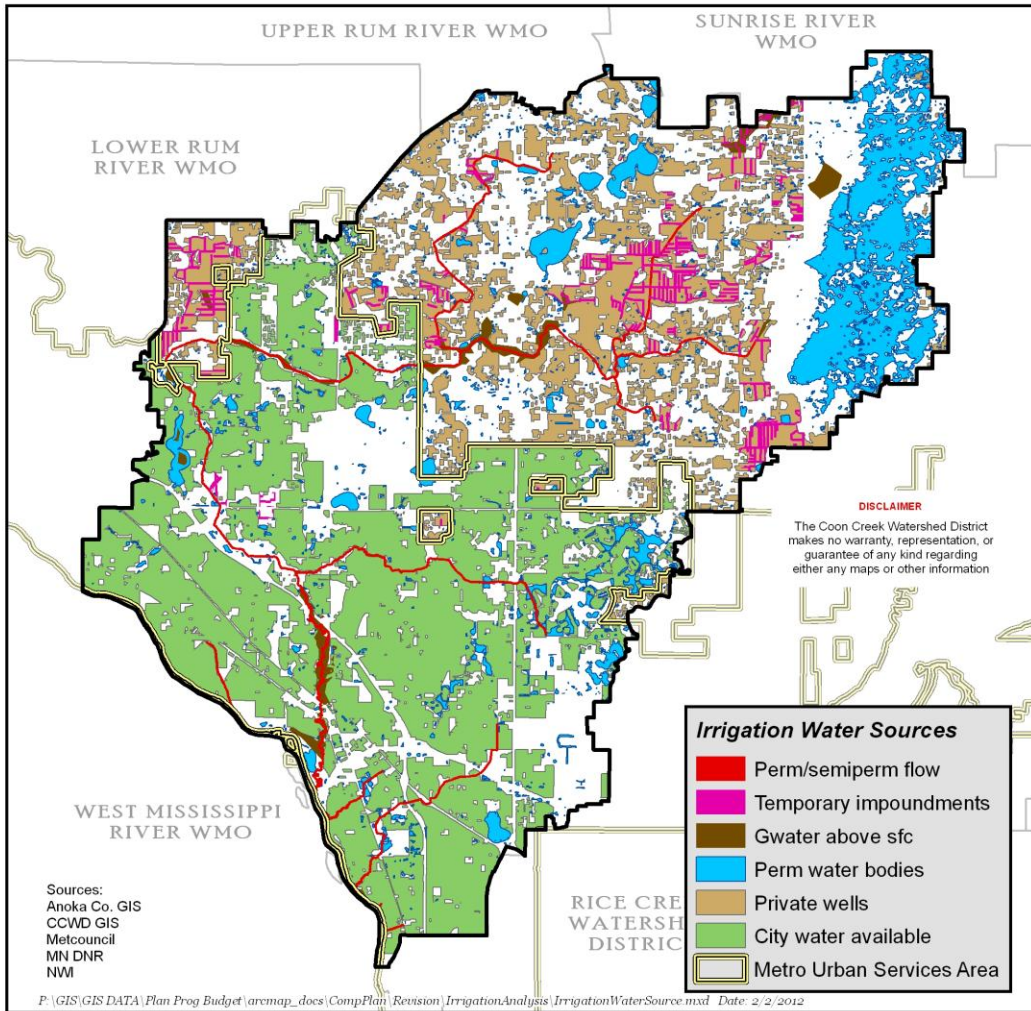 UPPER RUM RIVER WMO
SUNRISE RIVER
WMO
LOWER RUM
RIVER WMO
DISCLAIMER
The Coon Creek Watershed District
makes no warranty, representation, or
guarantee of any kind regarding
either any maps or other information
WEST MISSISSIPPI
RIVER WMO
RICE CRE
WATERSH
DISTRIC
Irrigation Water Sources
Perm/semiperm flow
Temporary impoundments
Gwater above sfc
Perm water bodies
Private wells
City water available
Metro Urban Services Area
Sources:
Anoka Co. GIS
CCWD GIS
Metcouncil
MN DNR
NWI
P:\GIS\GIS DATA\Plan Prog Budget\arcmap_docs\CompPlan Revision\IrrigationAnalysis\IrrigationWaterSource.mxd Date: 2/2/2012